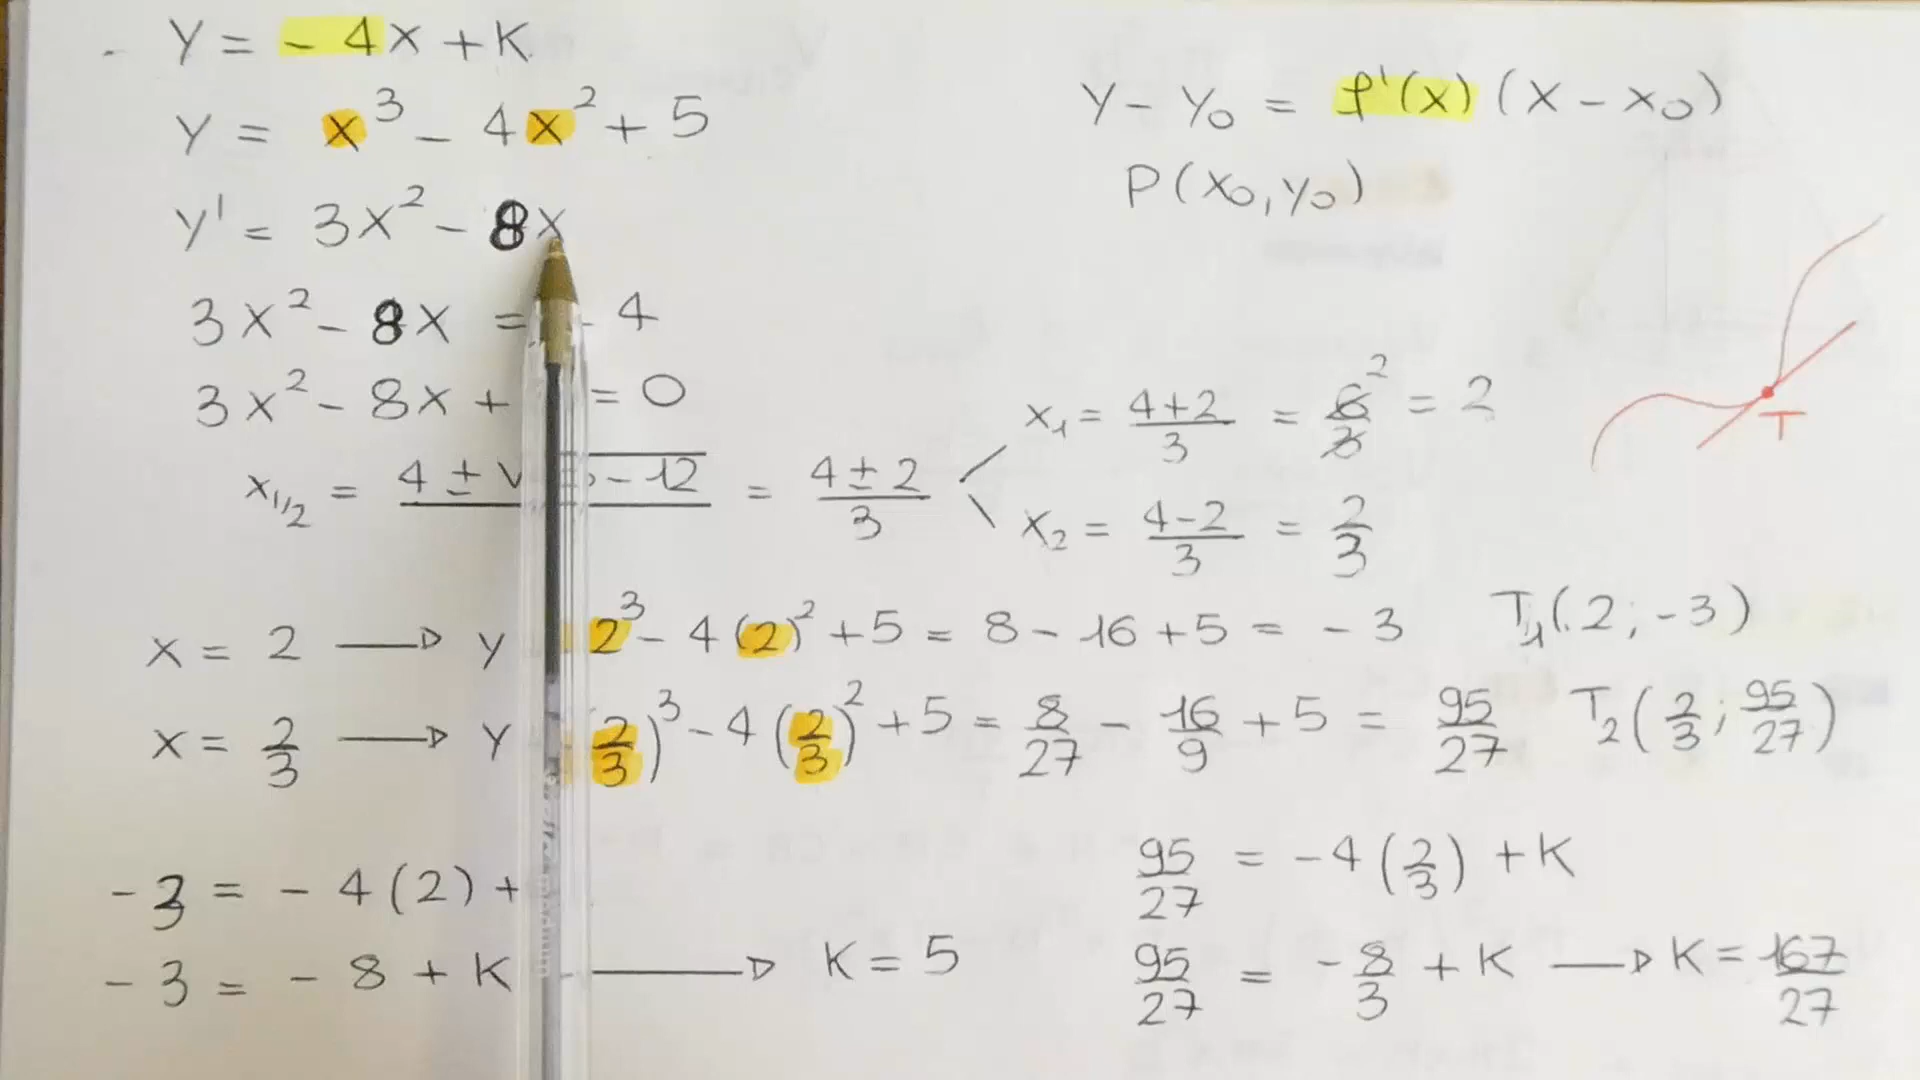 Y = - 4x + K
Y = x³ - 4x² + 5
Y' = 3x² - 8x
3x² - 8x = - 4
3x² - 8x + = 0
x₁/₂ = 4 ± √ - 12 = 4 ± 2 / 3
x₁ = 4+2 / 3 = 6 / 3 ² = 2
x₂ = 4-2 / 3 = 2/3
Y - Y₀ = f'(x) (x - x₀)
P(x₀, y₀)
T
x = 2 → Y 2³ - 4(2)² + 5 = 8 - 16 + 5 = - 3 T₁(2; -3)
x = 2/3 → Y (2/3)³ - 4(2/3)² + 5 = 8/27 - 16/9 + 5 = 95/27 T₂(2/3; 95/27)
-3 = - 4(2) +
-3 = - 8 + K → K = 5
95/27 = -4(2/3) + K
95/27 = -8/3 + K → K = 167/27